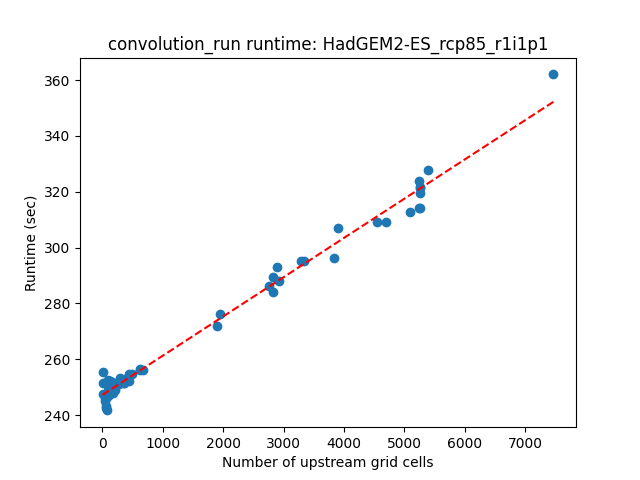 convolution_run runtime: HadGEM2-ES_rcp85_r1i1p1
360
340
320
300
280
260
240
Runtime (sec)
0 1000 2000 3000 4000 5000 6000 7000
Number of upstream grid cells